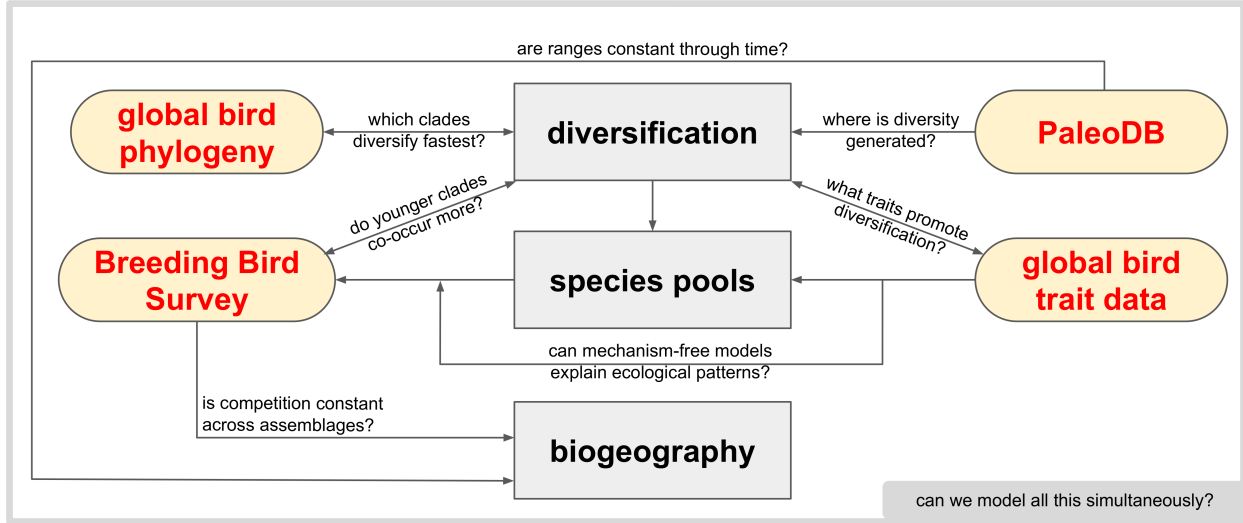 are ranges constant through time?
global bird
phylogeny
which clades
diversify fastest?
diversification
where is diversity
generated?
PaleoDB
do younger clades
co-occur more?
what traits promote
diversification?
Breeding Bird
Survey
species pools
global bird
trait data
can mechanism-free models
explain ecological patterns?
is competition constant
across assemblages?
biogeography
can we model all this simultaneously?